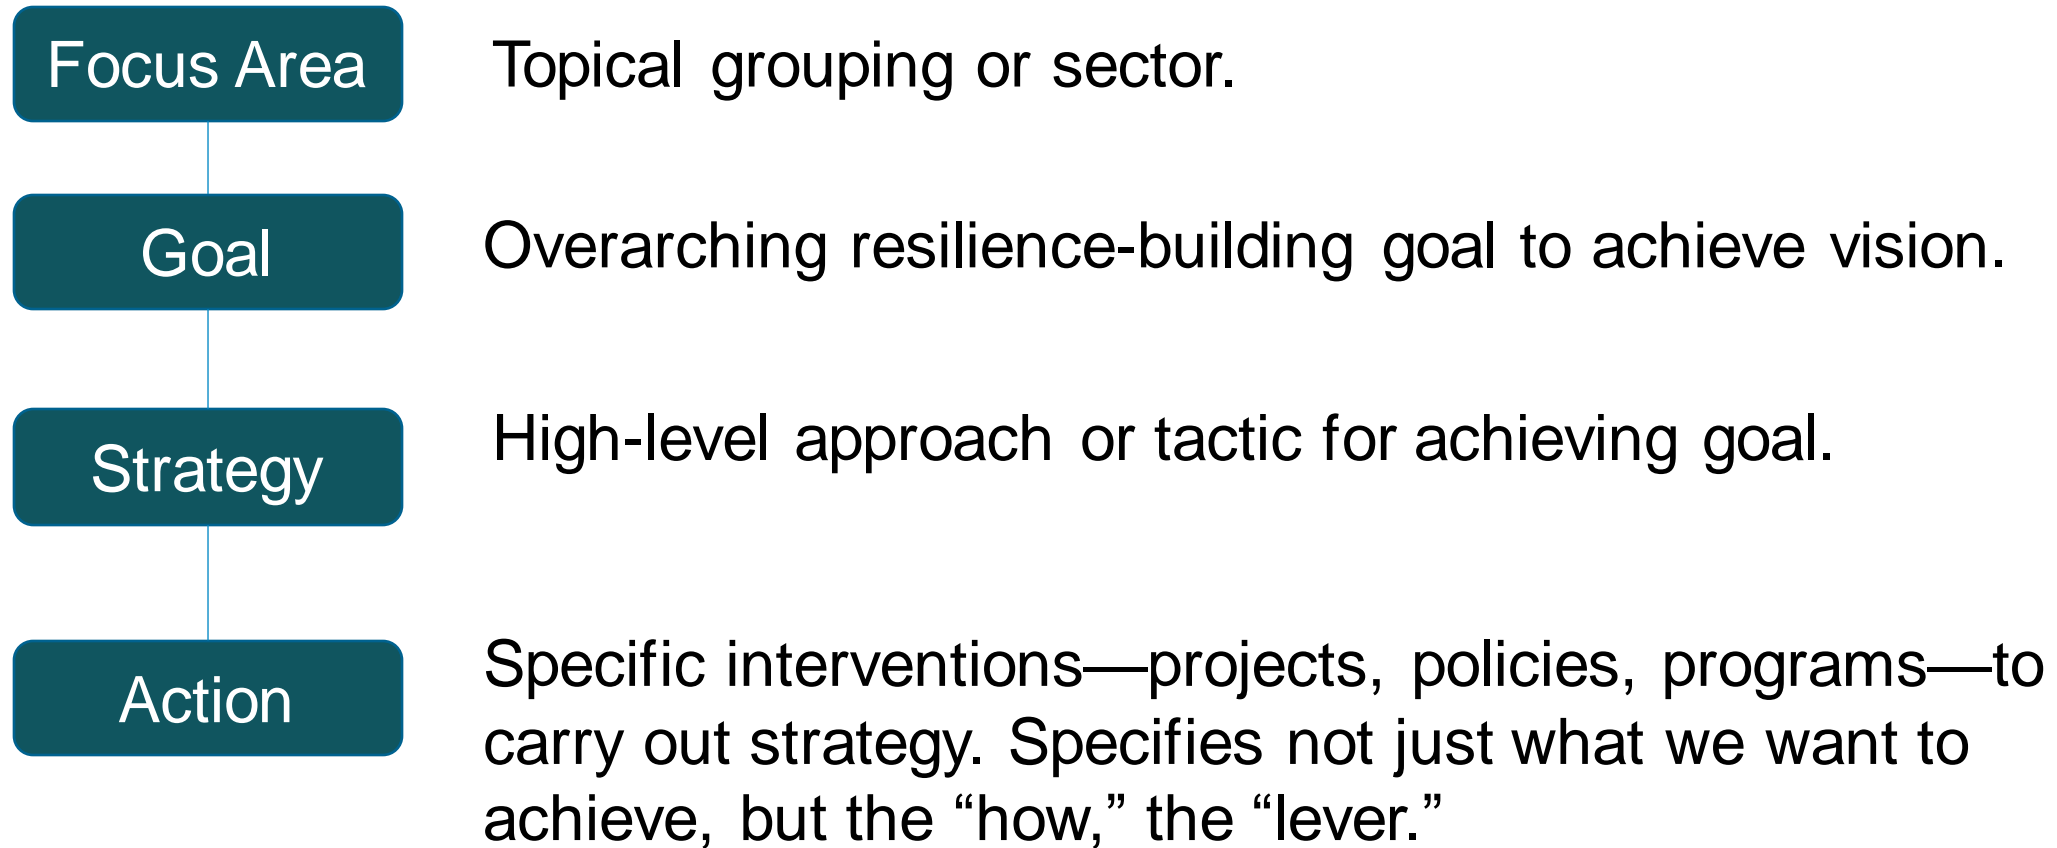 Focus Area
Topical grouping or sector.
Goal
Overarching resilience-building goal to achieve vision.
Strategy
High-level approach or tactic for achieving goal.
Action
Specific interventions—projects, policies, programs—to
carry out strategy. Specifies not just what we want to
achieve, but the “how,” the “lever.”